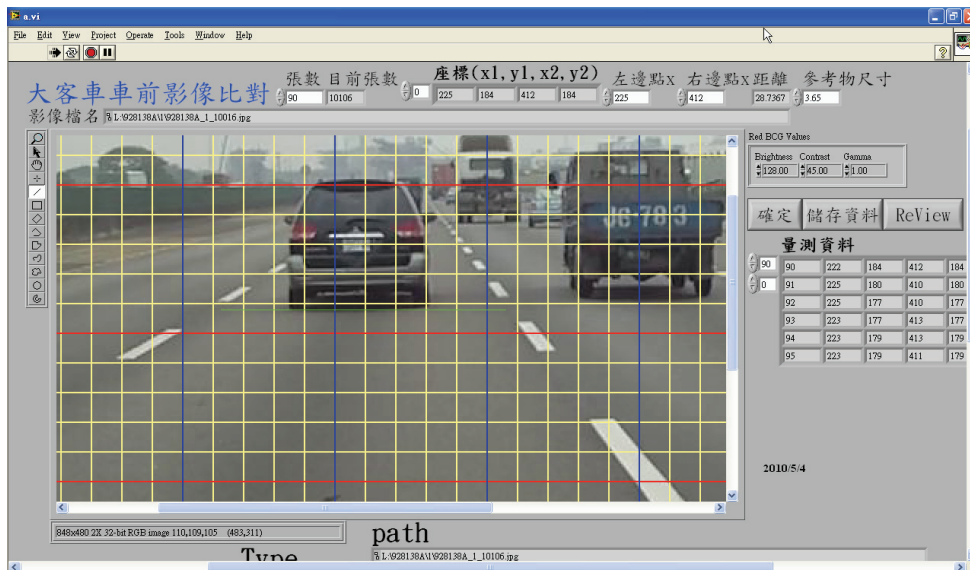 a.vi
File Edit View Project Operate Tools Window Help
大客車車前影像比對
張數 目前張數 座標(x1,y1,x2,y2) 左邊點X 右邊點X 距離 參考物尺寸
90 10106 0 225 184 412 184 225 412 28.7367 3.65
影像檔名 L:\928138A\1\928138A_1_10016.jpg
Red BCG Values
Brightness Contrast Gamma
128.00 45.00 1.00
J6-783
確定 儲存資料 ReView
量測資料
90 90 222 184 412 184
0 91 225 180 410 180
92 225 177 410 177
93 223 177 413 177
94 223 179 413 179
95 223 179 411 179
2010/5/4
848x480 2X 32-bit RGB image 110,109,105 (483,311)
path
Type
L:\928138A\1\928138A_1_10106.jpg